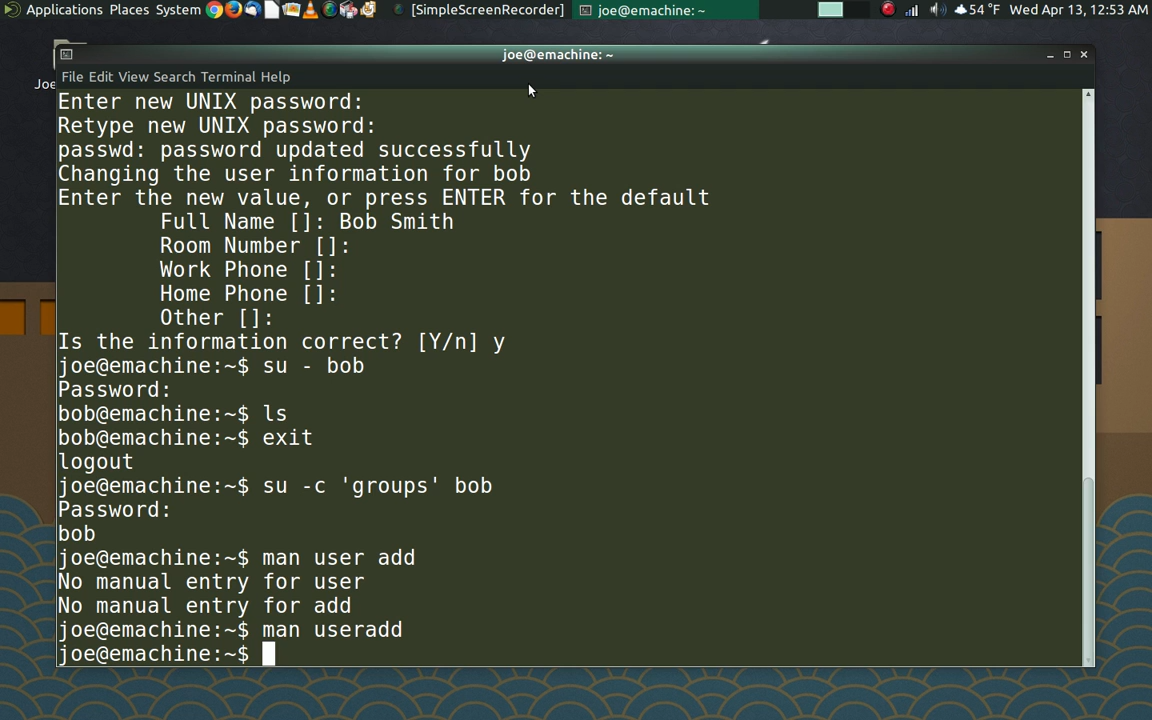 Applications Places System [SimpleScreenRecorder] joe@emachine: ~ 54 °F Wed Apr 13, 12:53 AM
Joe
joe@emachine: ~
File Edit View Search Terminal Help
Enter new UNIX password:
Retype new UNIX password:
passwd: password updated successfully
Changing the user information for bob
Enter the new value, or press ENTER for the default
Full Name []: Bob Smith
Room Number []:
Work Phone []:
Home Phone []:
Other []:
Is the information correct? [Y/n] y
joe@emachine:~$ su - bob
Password:
bob@emachine:~$ ls
bob@emachine:~$ exit
logout
joe@emachine:~$ su -c 'groups' bob
Password:
bob
joe@emachine:~$ man user add
No manual entry for user
No manual entry for add
joe@emachine:~$ man useradd
joe@emachine:~$